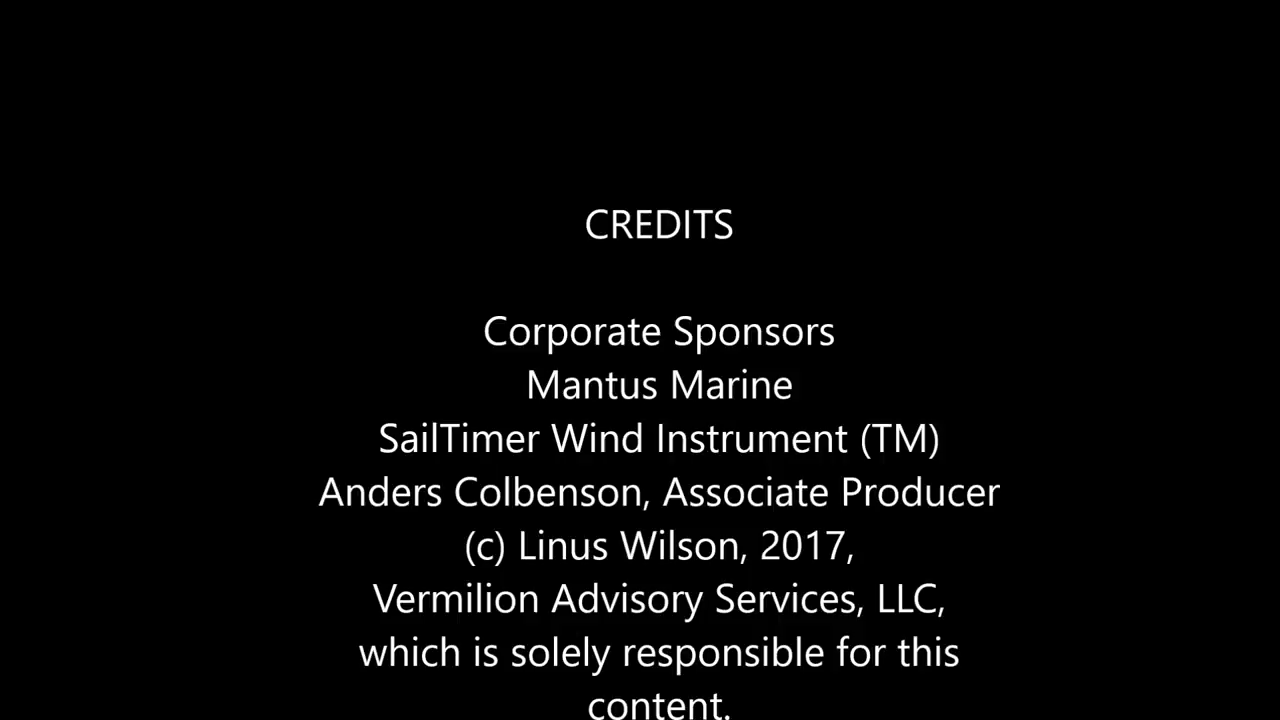 CREDITS
Corporate Sponsors
Mantus Marine
SailTimer Wind Instrument (TM)
Anders Colbenson, Associate Producer
(c) Linus Wilson, 2017,
Vermilion Advisory Services, LLC,
which is solely responsible for this
content.